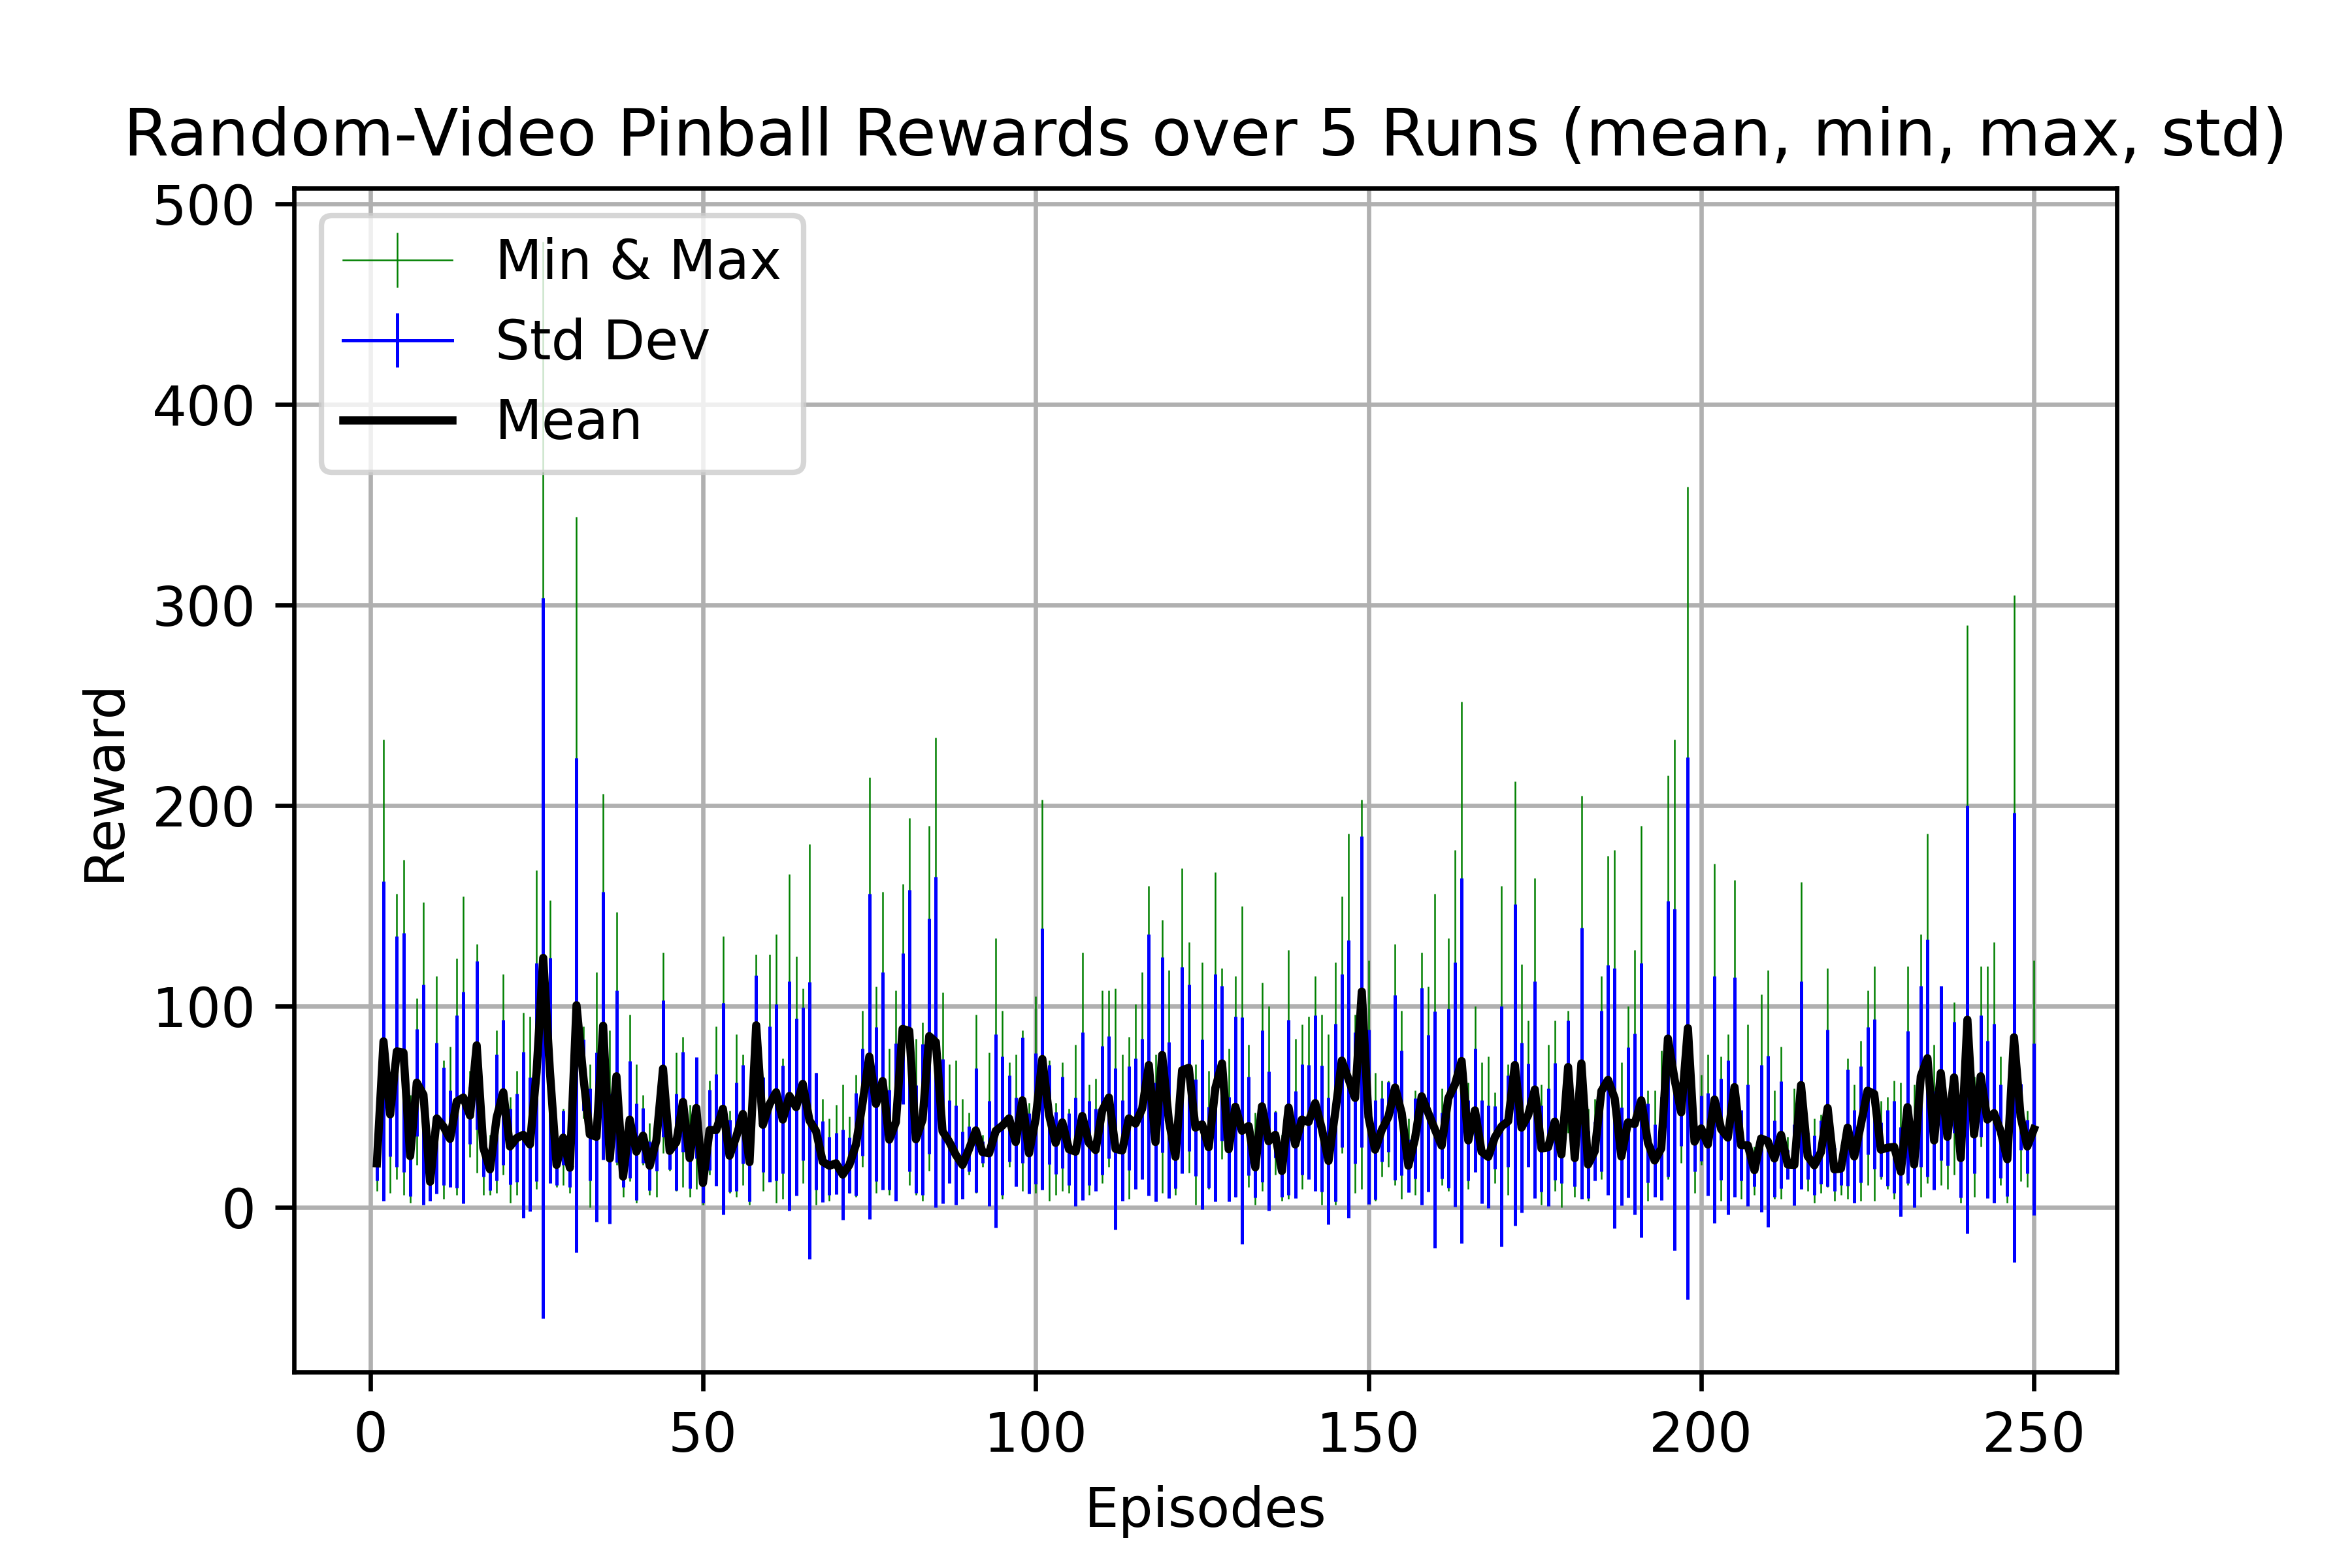 Random-Video Pinball Rewards over 5 Runs (mean, min, max, std)
500
400
300
200
100
0
Reward
Min & Max
Std Dev
Mean
0 50 100 150 200 250
Episodes